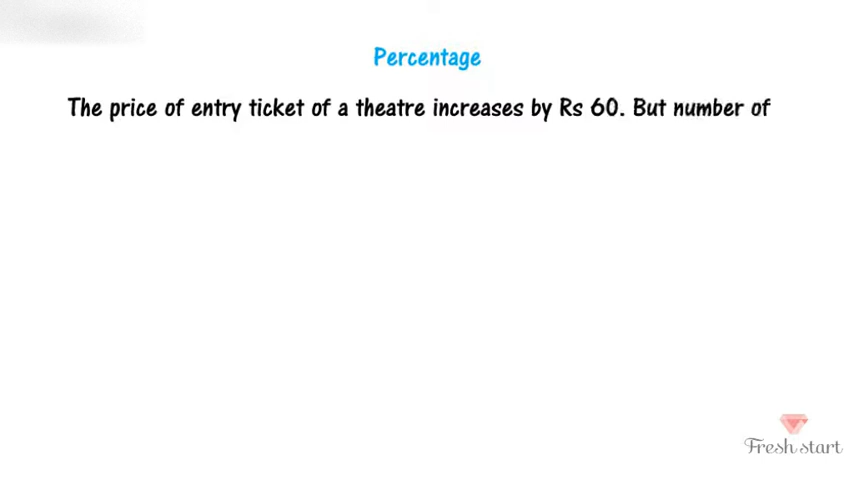 Percentage
The price of entry ticket of a theatre increases by Rs 60. But number of
Fresh start